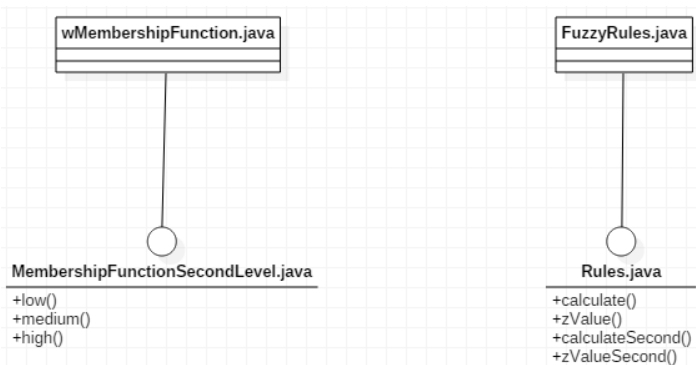 wMembershipFunction.java
FuzzyRules.java
MembershipFunctionSecondLevel.java
+low()
+medium()
+high()
Rules.java
+calculate()
+zValue()
+calculateSecond()
+zValueSecond()